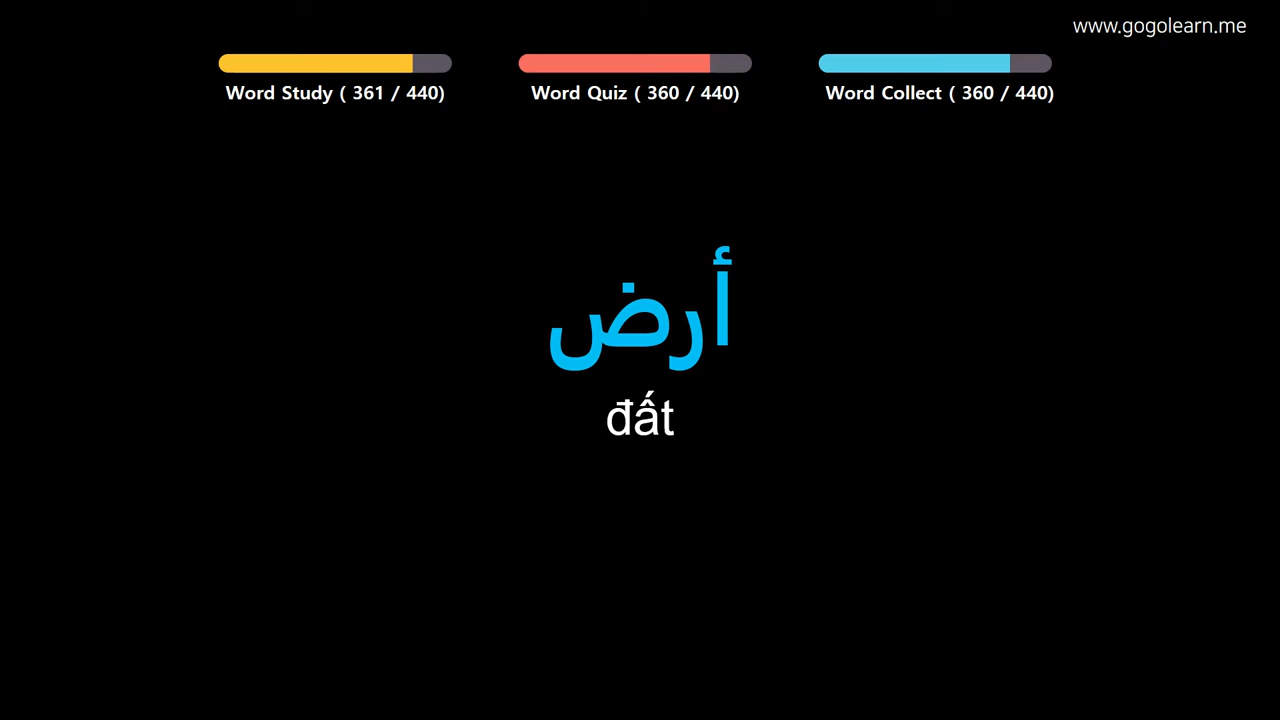 www.gogolearn.me
Word Study ( 361 / 440)
Word Quiz ( 360 / 440)
Word Collect ( 360 / 440)
أرض
đất